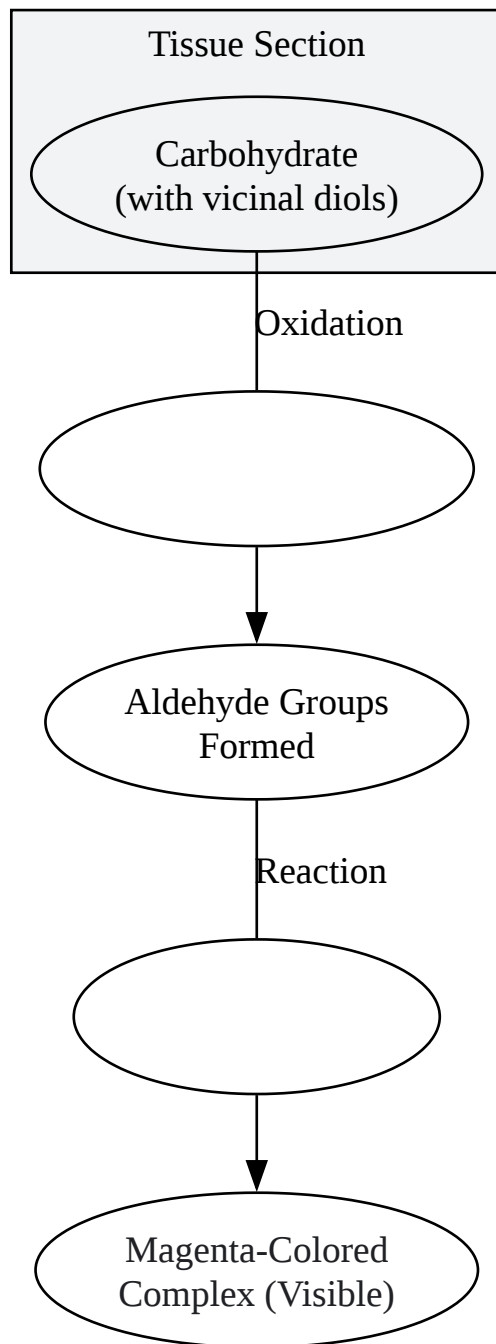 Tissue Section
Carbohydrate
(with vicinal diols)
Oxidation
Aldehyde Groups
Formed
Reaction
Magenta-Colored
Complex (Visible)